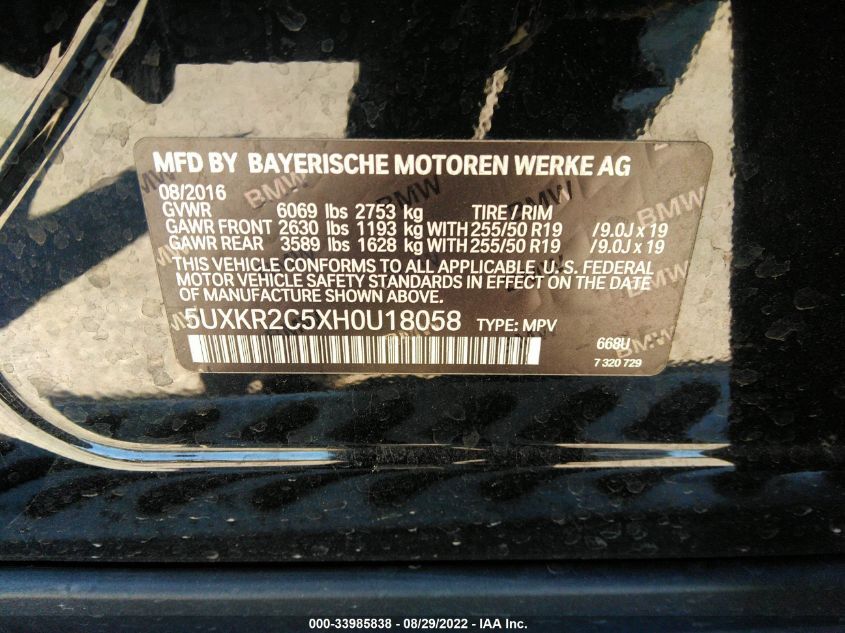 MFD BY BAYERISCHE MOTOREN WERKE AG
08/2016
GVWR 6069 lbs 2753 kg TIRE / RIM
GAWR FRONT 2630 lbs 1193 kg WITH 255/50 R19 /9.0J x 19
GAWR REAR 3589 lbs 1628 kg WITH 255/50 R19 /9.0J x 19
THIS VEHICLE CONFORMS TO ALL APPLICABLE U. S. FEDERAL
MOTOR VEHICLE SAFETY STANDARDS IN EFFECT ON THE DATE
OF MANUFACTURE SHOWN ABOVE.
5UXKR2C5XH0U18058 TYPE: MPV
668U
7 320 729
BMW BMW BMW
000-33985838 - 08/29/2022 - IAA Inc.